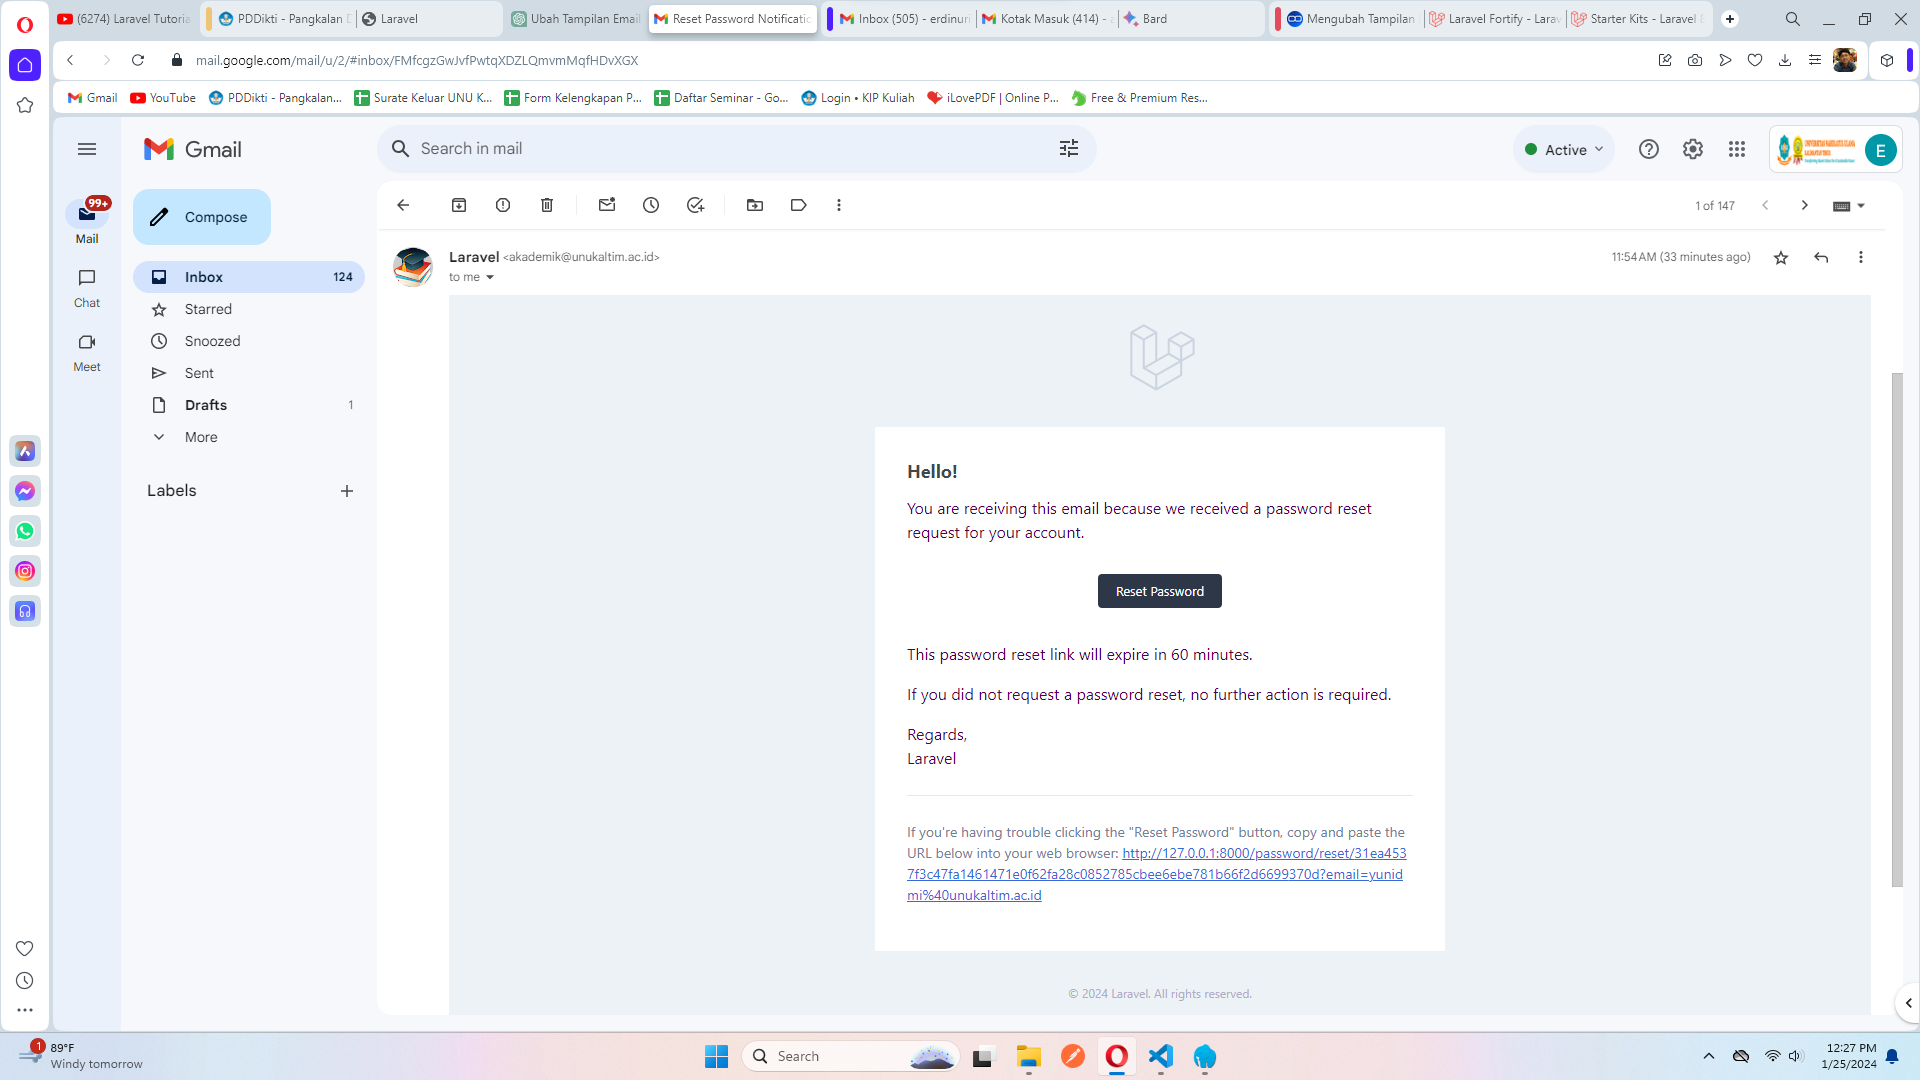 (6274) Laravel Tutoria
PDDikti - Pangkalan D
Laravel
Ubah Tampilan Email
Reset Password Notificatio
Inbox (505) - erdinuri
Kotak Masuk (414) - a
Bard
Mengubah Tampilan
Laravel Fortify - Larav
Starter Kits - Laravel
mail.google.com/mail/u/2/#inbox/FMfcgzGwJvfPwtqXDZLQmvmMqfHDvXGX
Gmail
YouTube
PDDikti - Pangkalan...
Surate Keluar UNU K...
Form Kelengkapan P...
Daftar Seminar - Go...
Login • KIP Kuliah
iLovePDF | Online P...
Free & Premium Res...
Gmail
Search in mail
Active
E
99+
Mail
Chat
Meet
Compose
Inbox 124
Starred
Snoozed
Sent
Drafts 1
More
Labels
1 of 147
Laravel <akademik@unukaltim.ac.id>
to me
11:54 AM (33 minutes ago)
Hello!
You are receiving this email because we received a password reset
request for your account.
Reset Password
This password reset link will expire in 60 minutes.
If you did not request a password reset, no further action is required.
Regards,
Laravel
If you're having trouble clicking the "Reset Password" button, copy and paste the
URL below into your web browser: http://127.0.0.1:8000/password/reset/31ea453
7f3c47fa1461471e0f62fa28c0852785cbee6ebe781b66f2d6699370d?email=yunid
mi%40unukaltim.ac.id
© 2024 Laravel. All rights reserved.
1
89°F
Windy tomorrow
Search
12:27 PM
1/25/2024